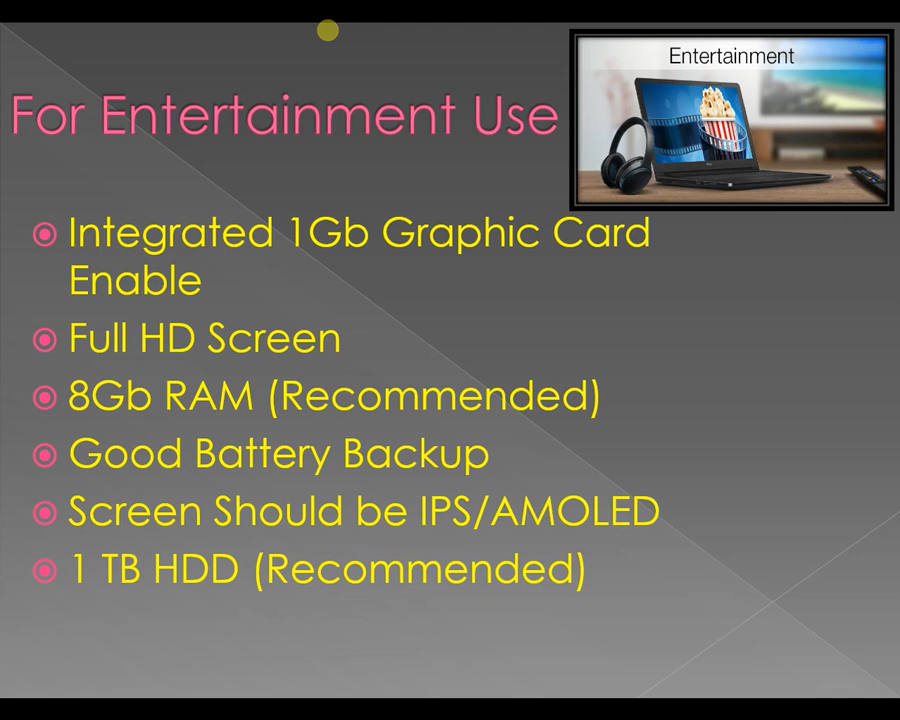 Entertainment
For Entertainment Use
Integrated 1Gb Graphic Card
Enable
Full HD Screen
8Gb RAM (Recommended)
Good Battery Backup
Screen Should be IPS/AMOLED
1 TB HDD (Recommended)